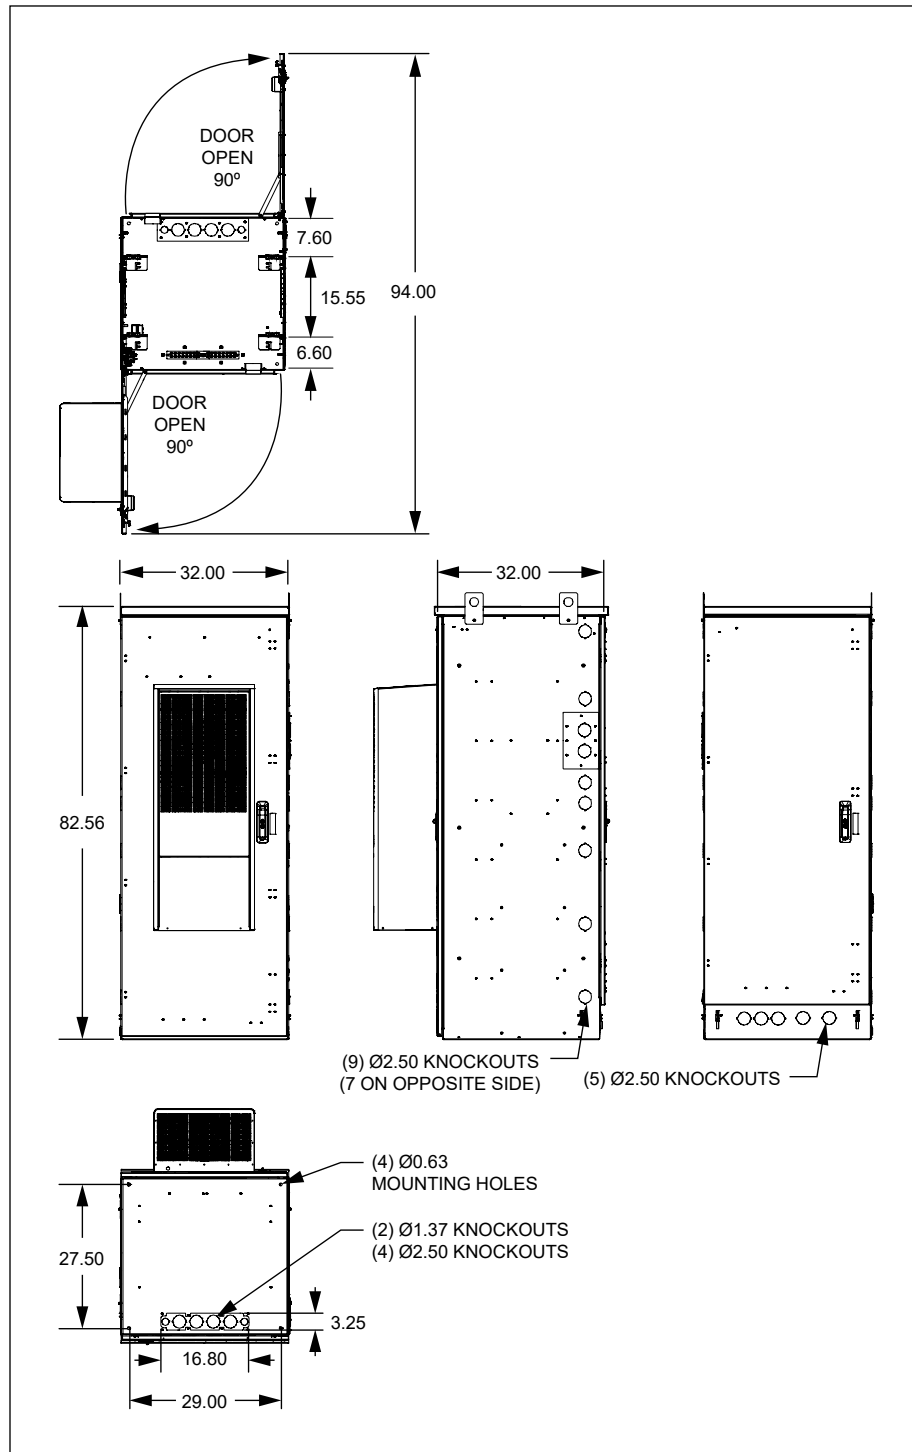 DOOR
OPEN
90º
7.60
15.55
94.00
6.60
DOOR
OPEN
90º
32.00
32.00
82.56
(9) Ø2.50 KNOCKOUTS
(7 ON OPPOSITE SIDE)
(5) Ø2.50 KNOCKOUTS
(4) Ø0.63
MOUNTING HOLES
(2) Ø1.37 KNOCKOUTS
(4) Ø2.50 KNOCKOUTS
27.50
3.25
16.80
29.00